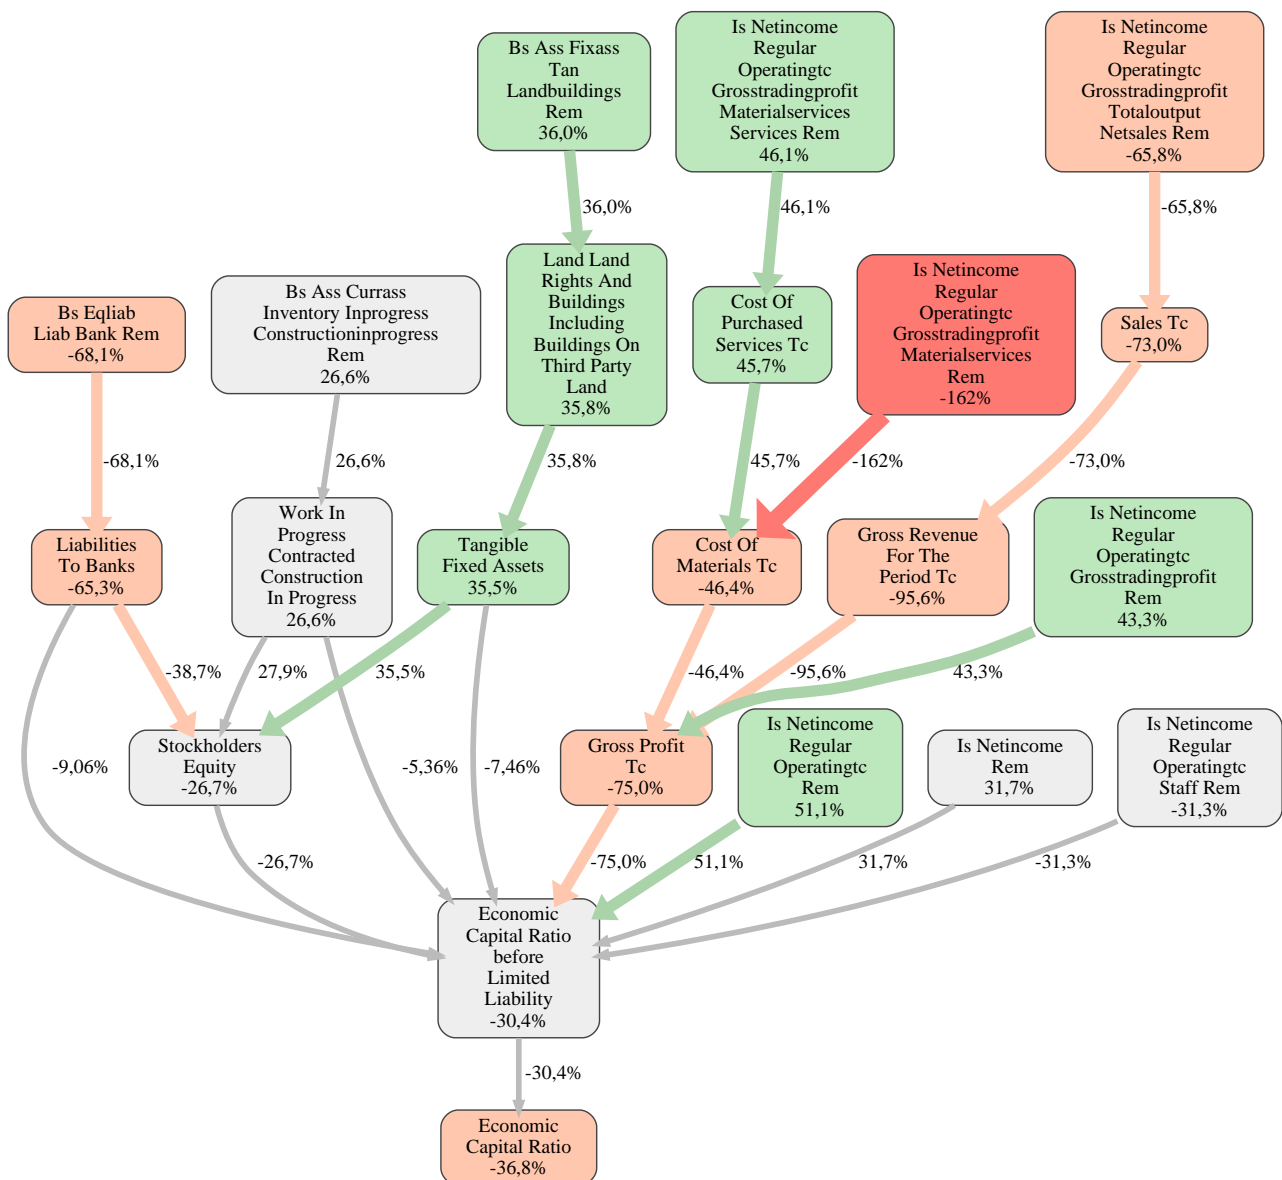 Bs Ass Fixass
Tan
Landbuildings
Rem
36,0%
Is Netincome
Regular
Operatingtc
Grosstradingprofit
Materialservices
Services Rem
46,1%
Is Netincome
Regular
Operatingtc
Grosstradingprofit
Totaloutput
Netsales Rem
-65,8%
36,0%
46,1%
-65,8%
Bs Eqliab
Liab Bank Rem
-68,1%
Bs Ass Currass
Inventory Inprogress
Constructioninprogress
Rem
26,6%
Land Land
Rights And
Buildings
Including
Buildings On
Third Party
Land
35,8%
Cost Of
Purchased
Services Tc
45,7%
Is Netincome
Regular
Operatingtc
Grosstradingprofit
Materialservices
Rem
-162%
Sales Tc
-73,0%
-68,1%
26,6%
35,8%
45,7%
-162%
-73,0%
Liabilities
To Banks
-65,3%
Work In
Progress
Contracted
Construction
In Progress
26,6%
Tangible
Fixed Assets
35,5%
Cost Of
Materials Tc
-46,4%
Gross Revenue
For The
Period Tc
-95,6%
Is Netincome
Regular
Operatingtc
Grosstradingprofit
Rem
43,3%
-38,7%
27,9%
35,5%
-46,4%
-95,6%
43,3%
Stockholders
Equity
-26,7%
Gross Profit
Tc
-75,0%
Is Netincome
Regular
Operatingtc
Rem
51,1%
Is Netincome
Rem
31,7%
Is Netincome
Regular
Operatingtc
Staff Rem
-31,3%
-9,06%
-5,36%
-7,46%
-26,7%
-75,0%
51,1%
31,7%
-31,3%
Economic
Capital Ratio
before
Limited
Liability
-30,4%
-30,4%
Economic
Capital Ratio
-36,8%